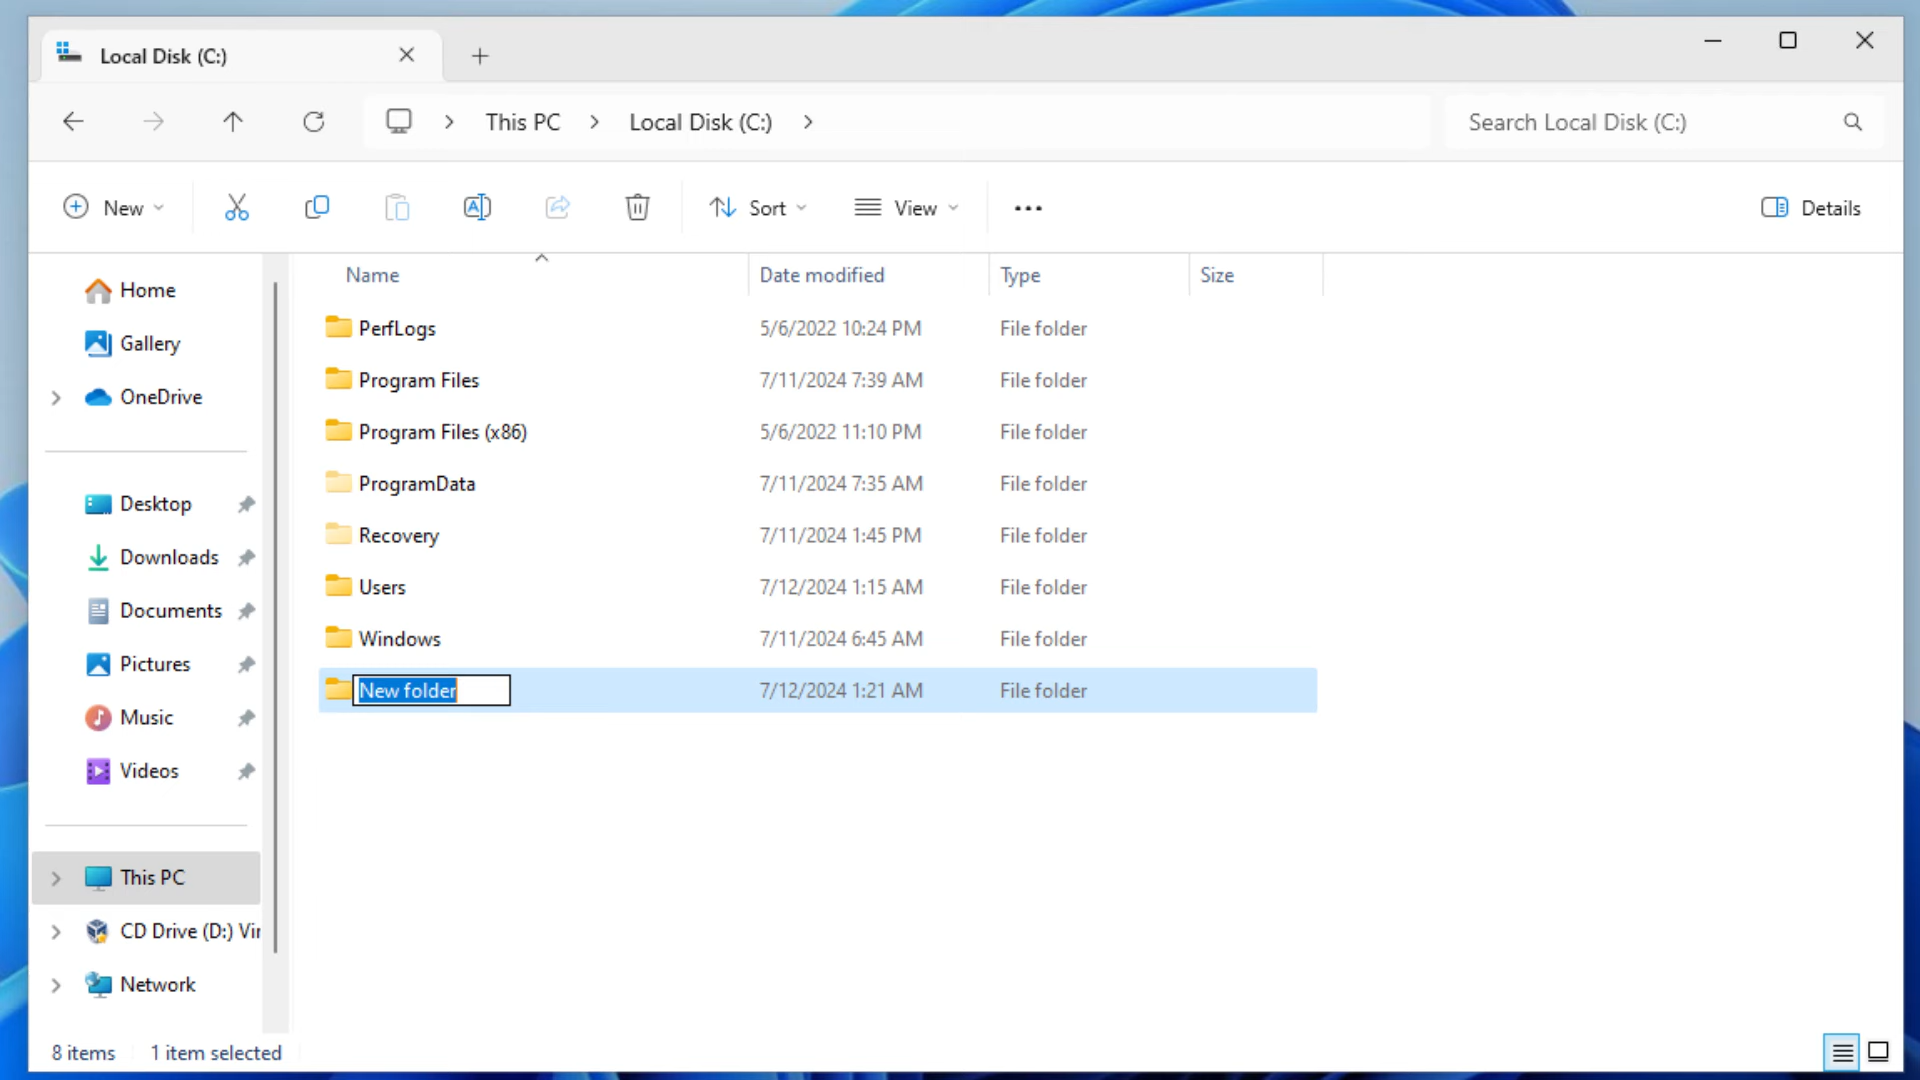 Local Disk (C:)
This PC
Local Disk (C:)
Search Local Disk (C:)
New
Sort
View
Details
Name Date modified Type Size
Home
Gallery
OneDrive
Desktop
Downloads
Documents
Pictures
Music
Videos
This PC
CD Drive (D:) Vir
Network
PerfLogs 5/6/2022 10:24 PM File folder
Program Files 7/11/2024 7:39 AM File folder
Program Files (x86) 5/6/2022 11:10 PM File folder
ProgramData 7/11/2024 7:35 AM File folder
Recovery 7/11/2024 1:45 PM File folder
Users 7/12/2024 1:15 AM File folder
Windows 7/11/2024 6:45 AM File folder
New folder 7/12/2024 1:21 AM File folder
8 items 1 item selected